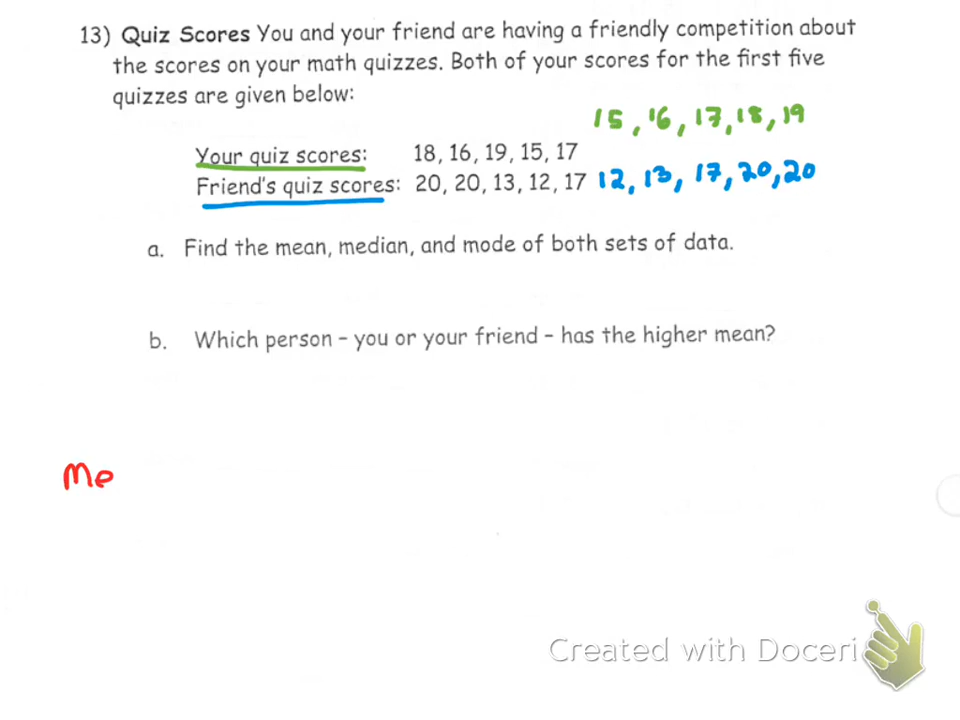 13) Quiz Scores You and your friend are having a friendly competition about
the scores on your math quizzes. Both of your scores for the first five
quizzes are given below:
15, 16, 17, 18, 19
Your quiz scores: 18, 16, 19, 15, 17
Friend's quiz scores: 20, 20, 13, 12, 17 12, 13, 17, 20, 20
a. Find the mean, median, and mode of both sets of data.
b. Which person - you or your friend - has the higher mean?
Me
Created with Doceri